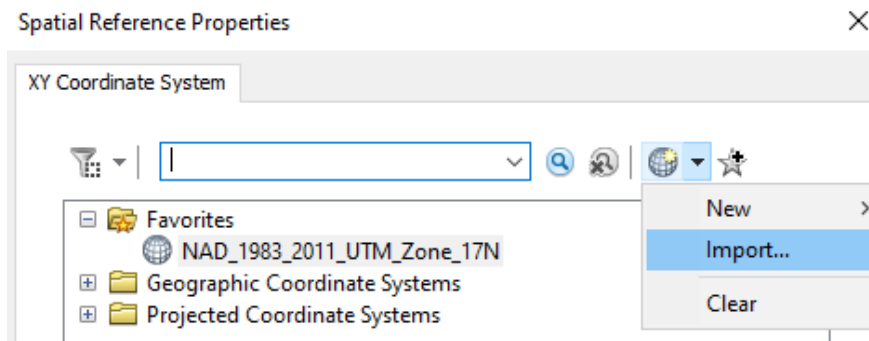 Spatial Reference Properties
XY Coordinate System
New
Favorites
NAD_1983_2011_UTM_Zone_17N
Import...
Geographic Coordinate Systems
Projected Coordinate Systems
Clear